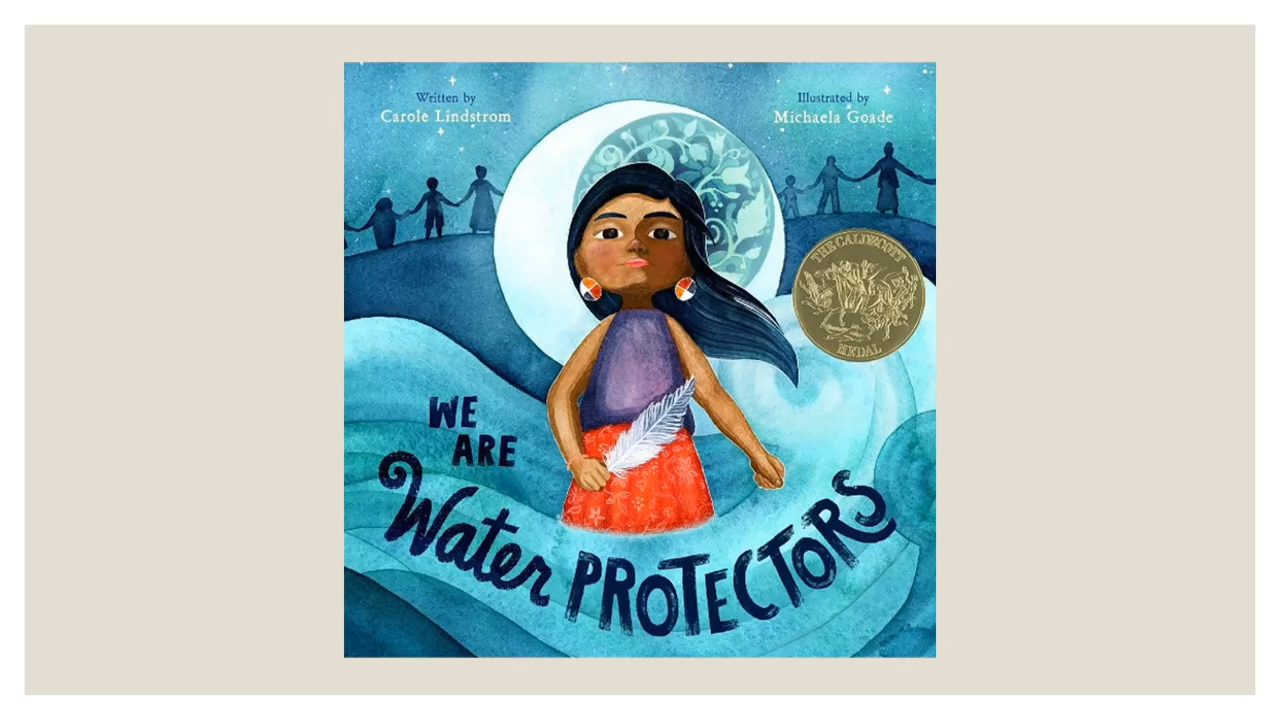 Written by
Carole Lindstrom
Illustrated by
Michaela Goade
THE CALDECOTT
MEDAL
WE
ARE
Water PROTECTORS